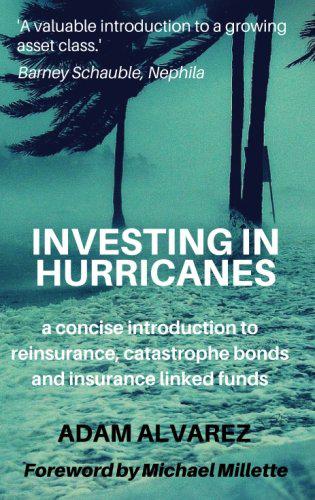 'A valuable introduction to a growing
asset class.'
Barney Schauble, Nephila
INVESTING IN
HURRICANES
a concise introduction to
reinsurance, catastrophe bonds
and insurance linked funds
ADAM ALVAREZ
Foreword by Michael Millette